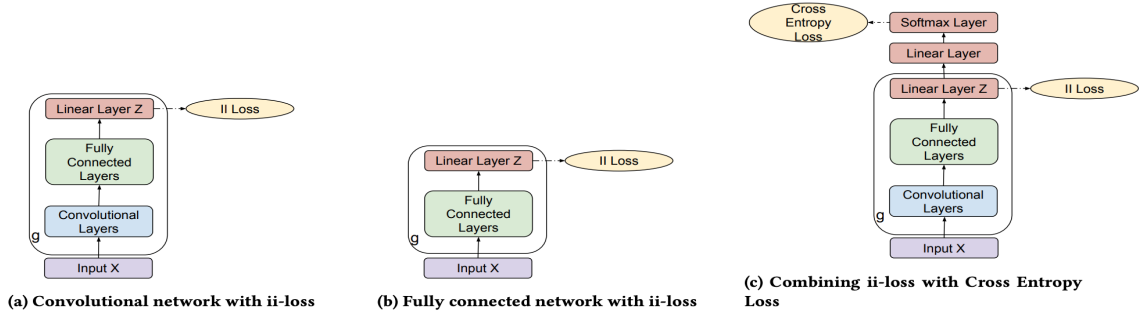 Linear Layer Z
II Loss
Fully
Connected
Layers
Convolutional
Layers
g
Input X
(a) Convolutional network with ii-loss
Linear Layer Z
II Loss
Fully
Connected
Layers
g
Input X
(b) Fully connected network with ii-loss
Cross
Entropy
Loss
Softmax Layer
Linear Layer
Linear Layer Z
II Loss
Fully
Connected
Layers
Convolutional
Layers
g
Input X
(c) Combining ii-loss with Cross Entropy
Loss